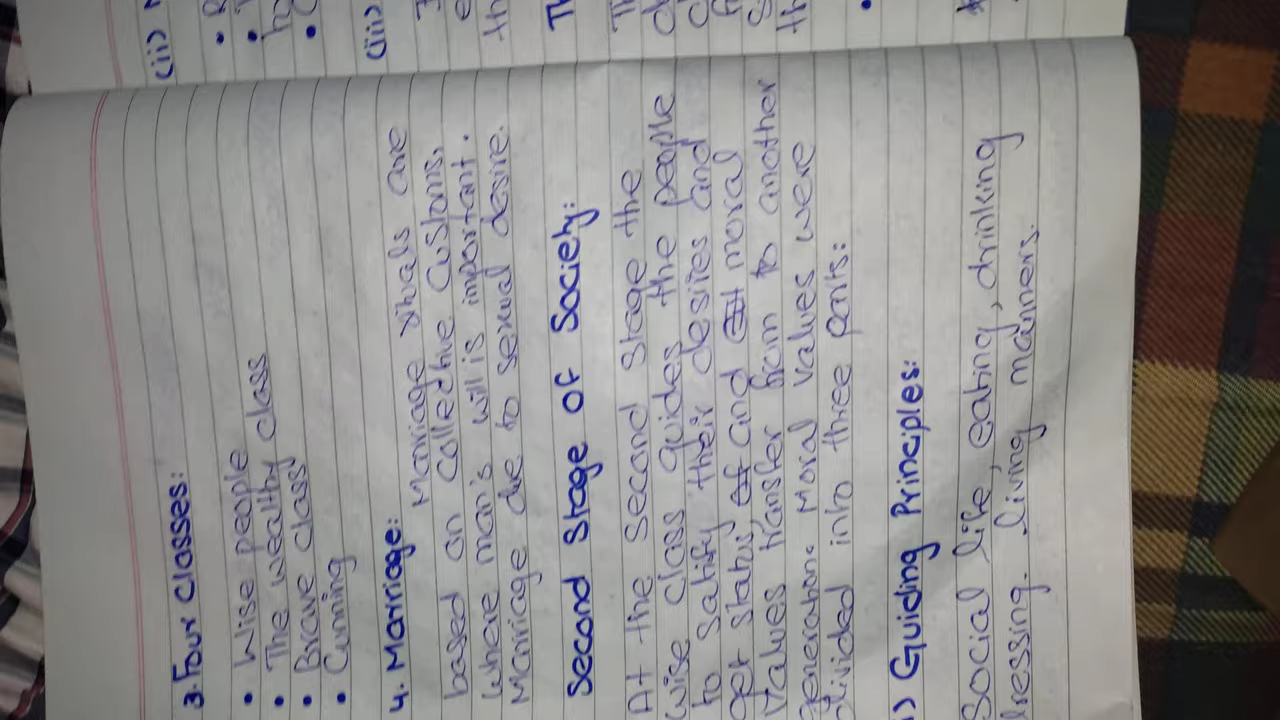 3. Four Classes:
• Wise people
• The wealthy class
• Brave class
• Cunning
4. Marriage:
Marriage rituals are
based on collective customs,
where man's will is important.
Marriage due to sexual desire.
Second Stage of Society:
At the second stage the
wise class guides the people
to satisfy their desires and
get status, and moral
values transfer from to another
generation. Moral values were
divided into three parts:
i) Guiding Principles:
Social life, eating, drinking
dressing. living manners.
(ii)
(iii)